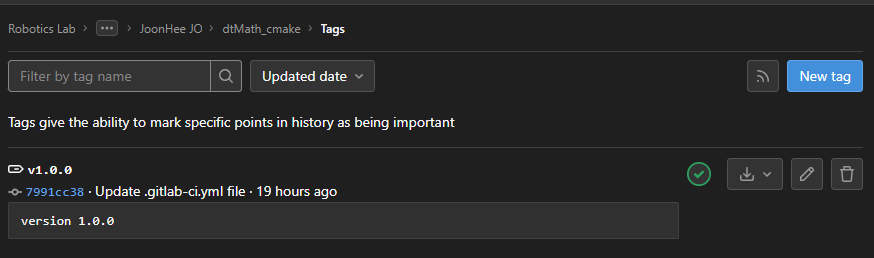 Robotics Lab > ··· > JoonHee JO > dtMath_cmake > Tags
Filter by tag name Updated date New tag
Tags give the ability to mark specific points in history as being important
v1.0.0
7991cc38 · Update .gitlab-ci.yml file · 19 hours ago
version 1.0.0